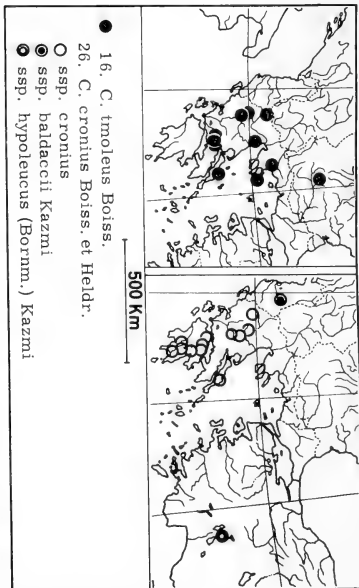 ● 16. C. tmoleus Boiss.
26. C. cronius Boiss. et Heldr.
○ ssp. cronius
◉ ssp. baldaccii Kazmi
◉ ssp. hypoleucus (Bornm.) Kazmi
500 Km